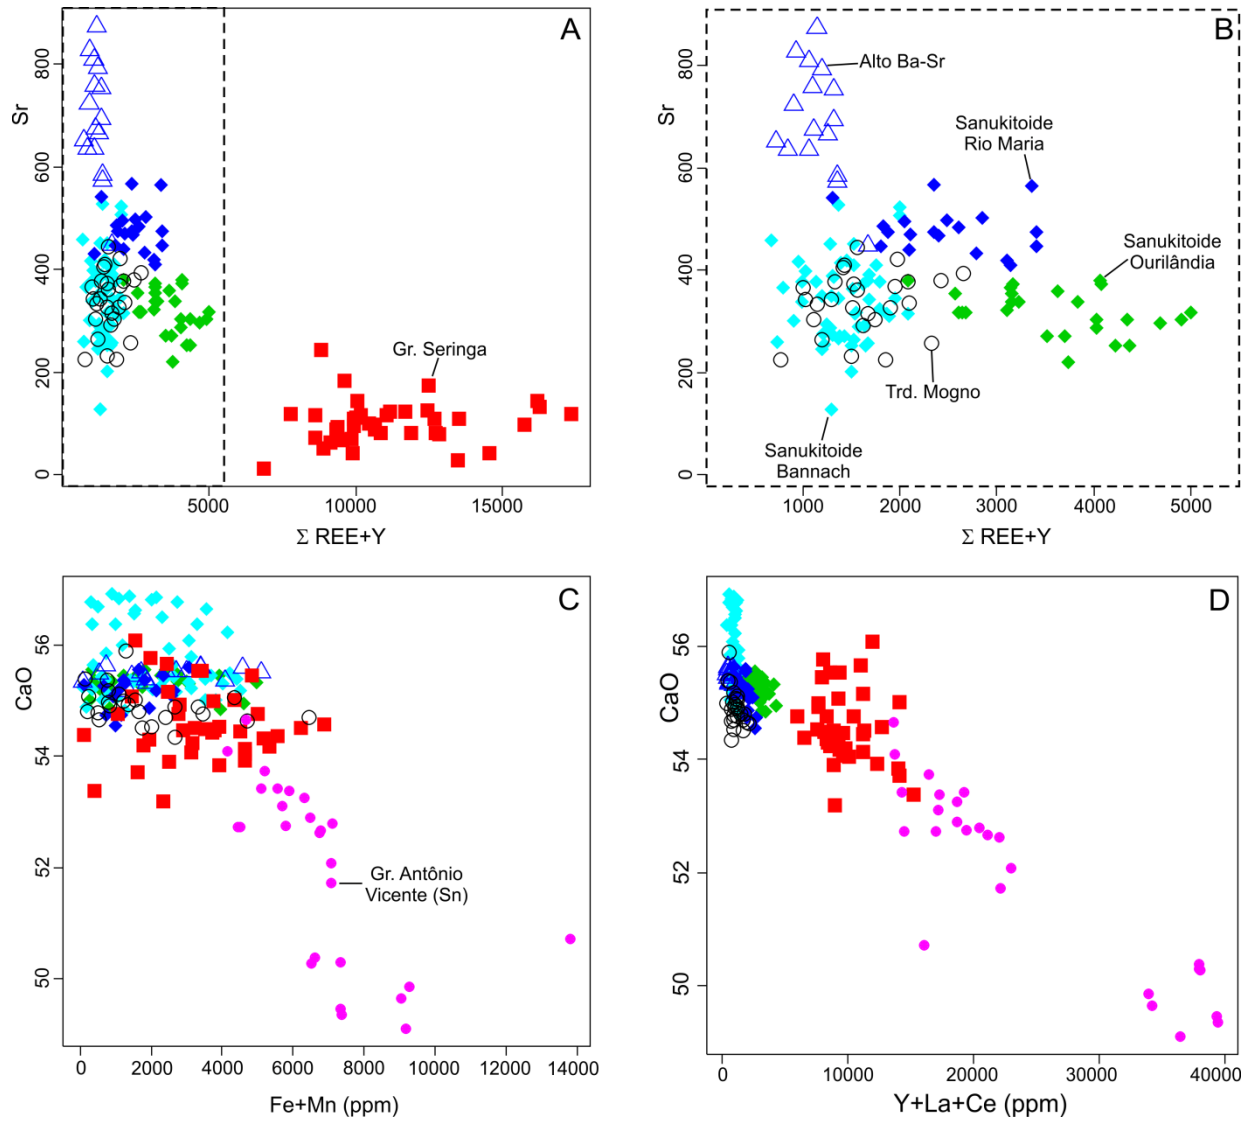 A
Sr
800
600
400
200
0
Gr. Seringa
5000
10000
15000
Σ REE+Y
B
Sr
800
600
400
200
0
Alto Ba-Sr
Sanukitoide
Rio Maria
Sanukitoide
Ourilândia
Trd. Mogno
Sanukitoide
Bannach
1000
2000
3000
4000
5000
Σ REE+Y
C
CaO
56
54
52
50
Gr. Antônio
Vicente (Sn)
0
2000
4000
6000
8000
10000
12000
14000
Fe+Mn (ppm)
D
CaO
56
54
52
50
0
10000
20000
30000
40000
Y+La+Ce (ppm)